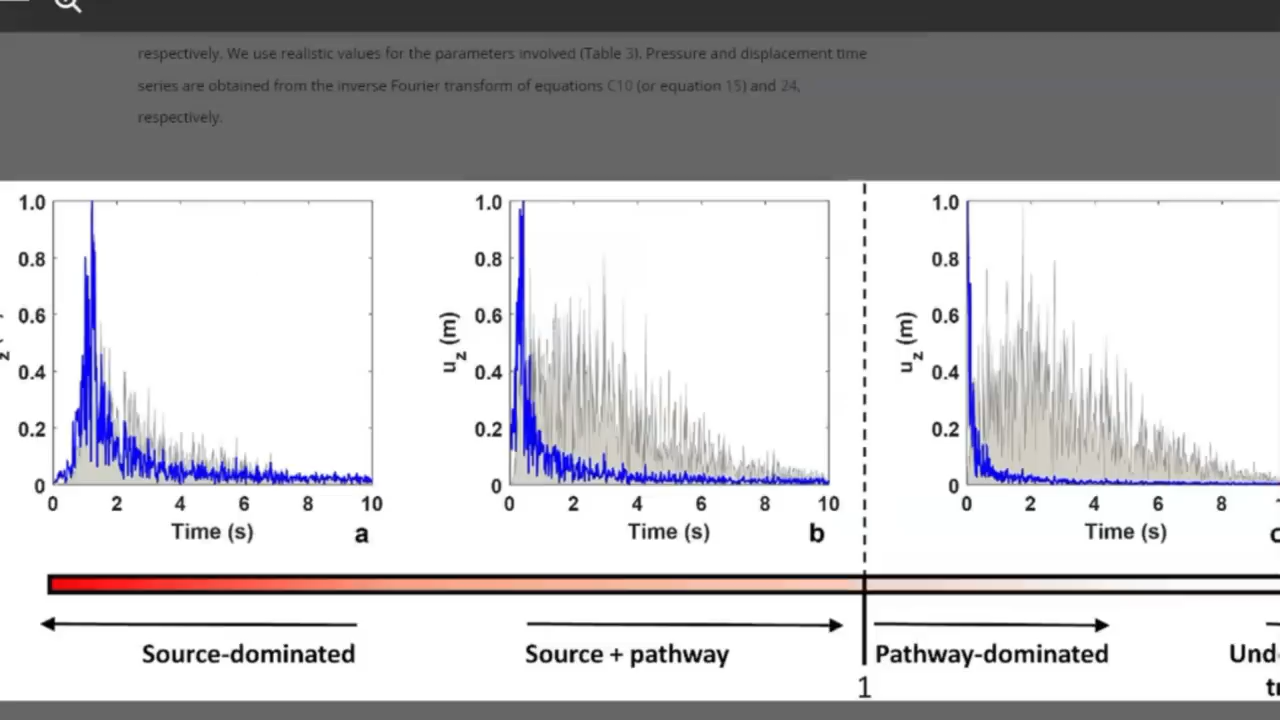 respectively. We use realistic values for the parameters involved (Table 3). Pressure and displacement time
series are obtained from the inverse Fourier transform of equations C10 (or equation 15) and 24,
respectively.
1.0
0.8
0.6
0.4
0.2
0
0 2 4 6 8 10
Time (s)
a
1.0
0.8
0.6
0.4
0.2
0
uz (m)
0 2 4 6 8 10
Time (s)
b
1.0
0.8
0.6
0.4
0.2
0
uz (m)
0 2 4 6 8
Time (s)
Source-dominated
Source + pathway
Pathway-dominated
1